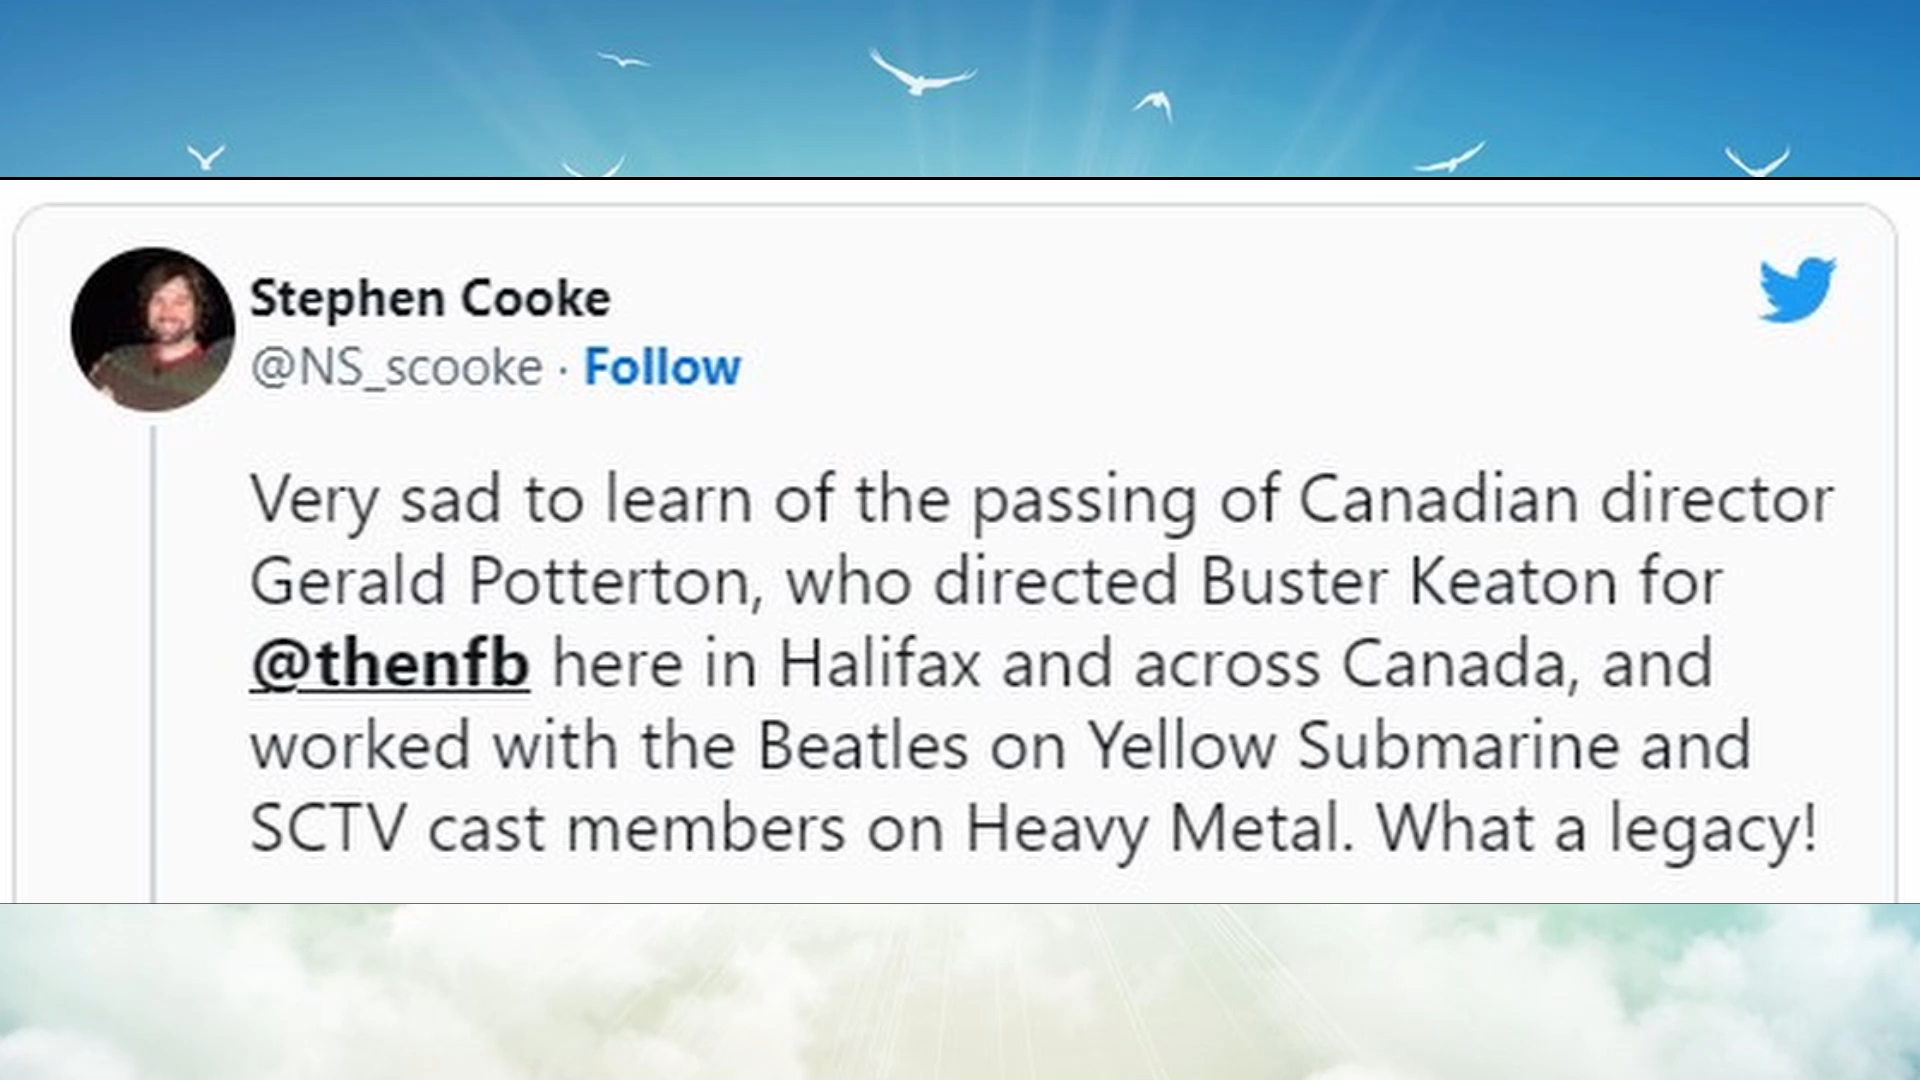 Stephen Cooke
@NS_scooke · Follow
Very sad to learn of the passing of Canadian director
Gerald Potterton, who directed Buster Keaton for
@thenfb here in Halifax and across Canada, and
worked with the Beatles on Yellow Submarine and
SCTV cast members on Heavy Metal. What a legacy!